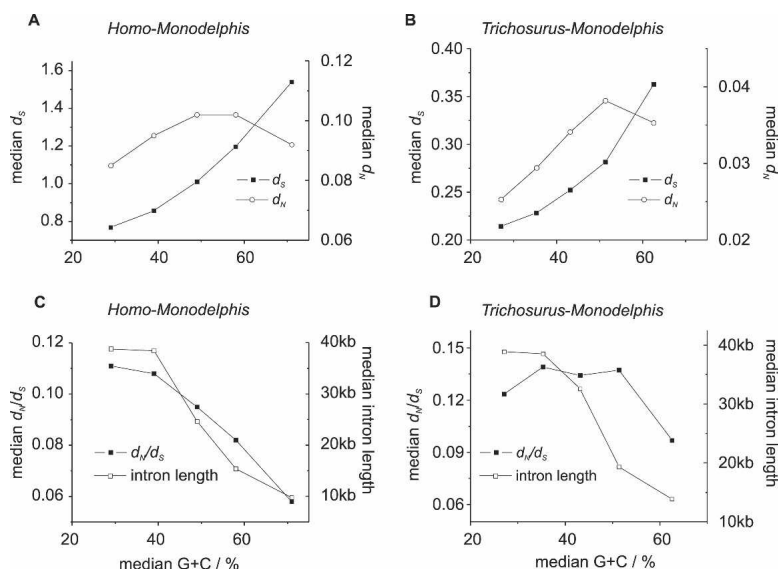 A
Homo-Monodelphis
median dS
1.6
1.4
1.2
1.0
0.8
0.12
0.10
0.08
0.06
median dN
dS
dN
20
40
60
B
Trichosurus-Monodelphis
median dS
0.40
0.35
0.30
0.25
0.20
0.04
0.03
0.02
median dN
dS
dN
20
40
60
C
Homo-Monodelphis
median dN/dS
0.12
0.10
0.08
0.06
40kb
30kb
20kb
10kb
median intron length
dN/dS
intron length
20
40
60
median G+C / %
D
Trichosurus-Monodelphis
median dN/dS
0.15
0.12
0.09
0.06
40kb
30kb
20kb
10kb
median intron length
dN/dS
intron length
20
40
60
median G+C / %